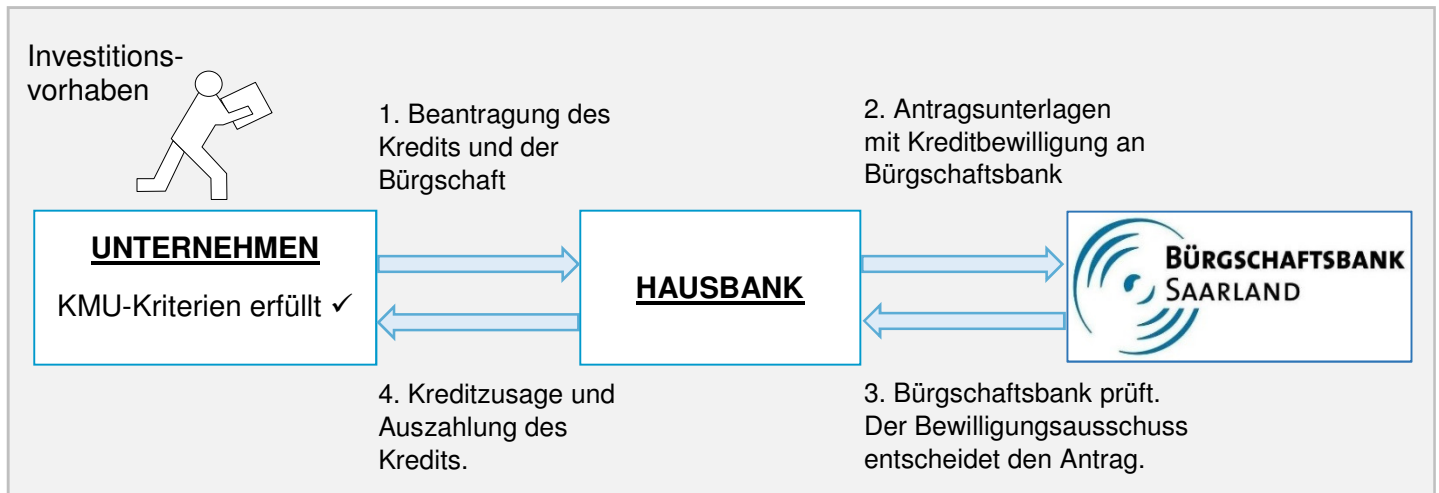 Investitions-
vorhaben
1. Beantragung des
Kredits und der
Bürgschaft
2. Antragsunterlagen
mit Kreditbewilligung an
Bürgschaftsbank
UNTERNEHMEN
KMU-Kriterien erfüllt ✓
HAUSBANK
BÜRGSCHAFTSBANK
SAARLAND
4. Kreditzusage und
Auszahlung des
Kredits.
3. Bürgschaftsbank prüft.
Der Bewilligungsausschuss
entscheidet den Antrag.